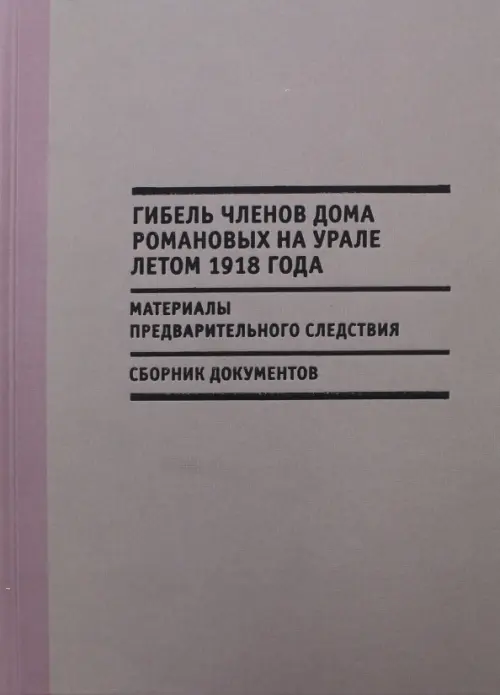 ГИБЕЛЬ ЧЛЕНОВ ДОМА
РОМАНОВЫХ НА УРАЛЕ
ЛЕТОМ 1918 ГОДА
МАТЕРИАЛЫ
ПРЕДВАРИТЕЛЬНОГО СЛЕДСТВИЯ
СБОРНИК ДОКУМЕНТОВ